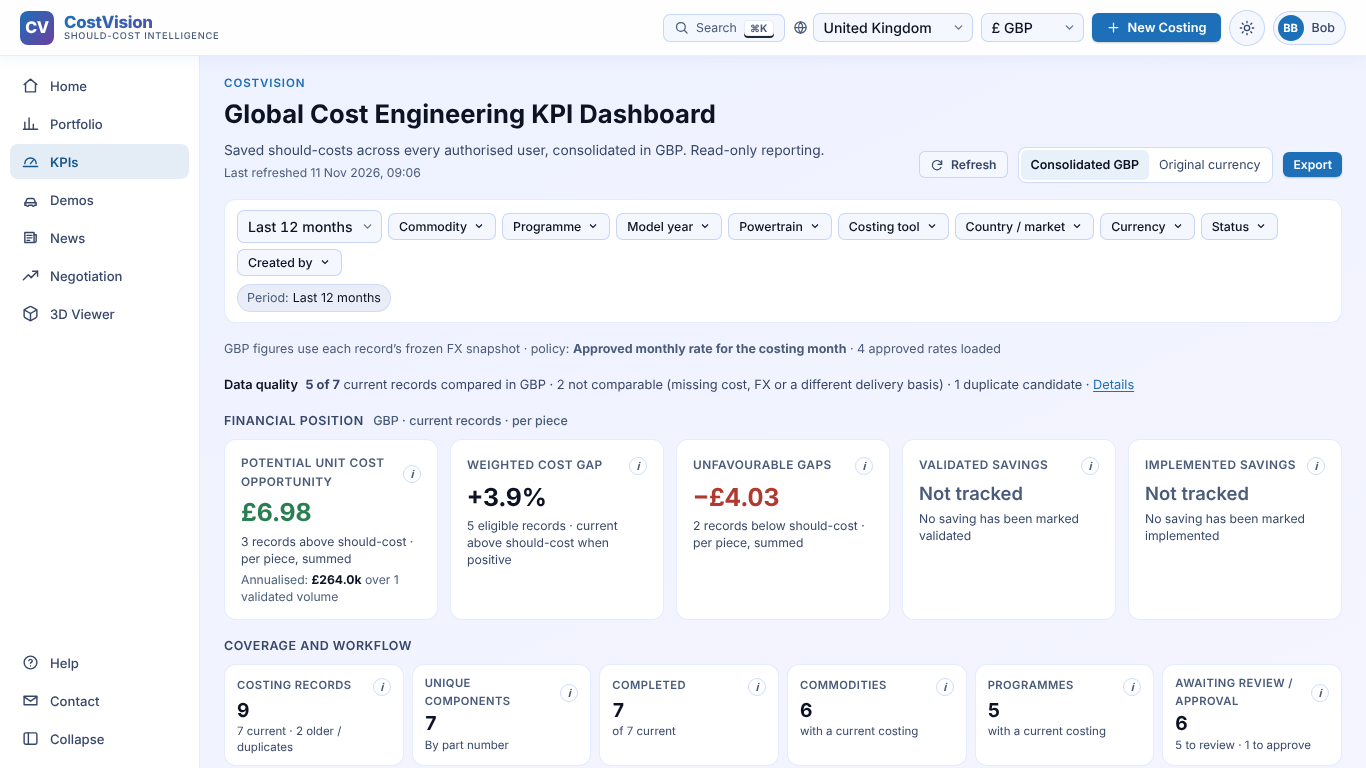 CV
CostVision
SHOULD-COST INTELLIGENCE
Search ⌘K
United Kingdom
£ GBP
+ New Costing
BB Bob
Home
Portfolio
KPIs
Demos
News
Negotiation
3D Viewer
Help
Contact
Collapse
COSTVISION
Global Cost Engineering KPI Dashboard
Saved should-costs across every authorised user, consolidated in GBP. Read-only reporting.
Last refreshed 11 Nov 2026, 09:06
Refresh
Consolidated GBP Original currency
Export
Last 12 months Commodity Programme Model year Powertrain Costing tool Country / market Currency Status
Created by
Period: Last 12 months
GBP figures use each record’s frozen FX snapshot · policy: Approved monthly rate for the costing month · 4 approved rates loaded
Data quality 5 of 7 current records compared in GBP · 2 not comparable (missing cost, FX or a different delivery basis) · 1 duplicate candidate · Details
FINANCIAL POSITION GBP · current records · per piece
POTENTIAL UNIT COST
OPPORTUNITY
i
£6.98
3 records above should-cost ·
per piece, summed
Annualised: £264.0k over 1
validated volume
WEIGHTED COST GAP
i
+3.9%
5 eligible records · current
above should-cost when
positive
UNFAVOURABLE GAPS
i
−£4.03
2 records below should-cost ·
per piece, summed
VALIDATED SAVINGS
i
Not tracked
No saving has been marked
validated
IMPLEMENTED SAVINGS
i
Not tracked
No saving has been marked
implemented
COVERAGE AND WORKFLOW
COSTING RECORDS
i
9
7 current · 2 older /
duplicates
UNIQUE
COMPONENTS
i
7
By part number
COMPLETED
i
7
of 7 current
COMMODITIES
i
6
with a current costing
PROGRAMMES
i
5
with a current costing
AWAITING REVIEW /
APPROVAL
i
6
5 to review · 1 to approve